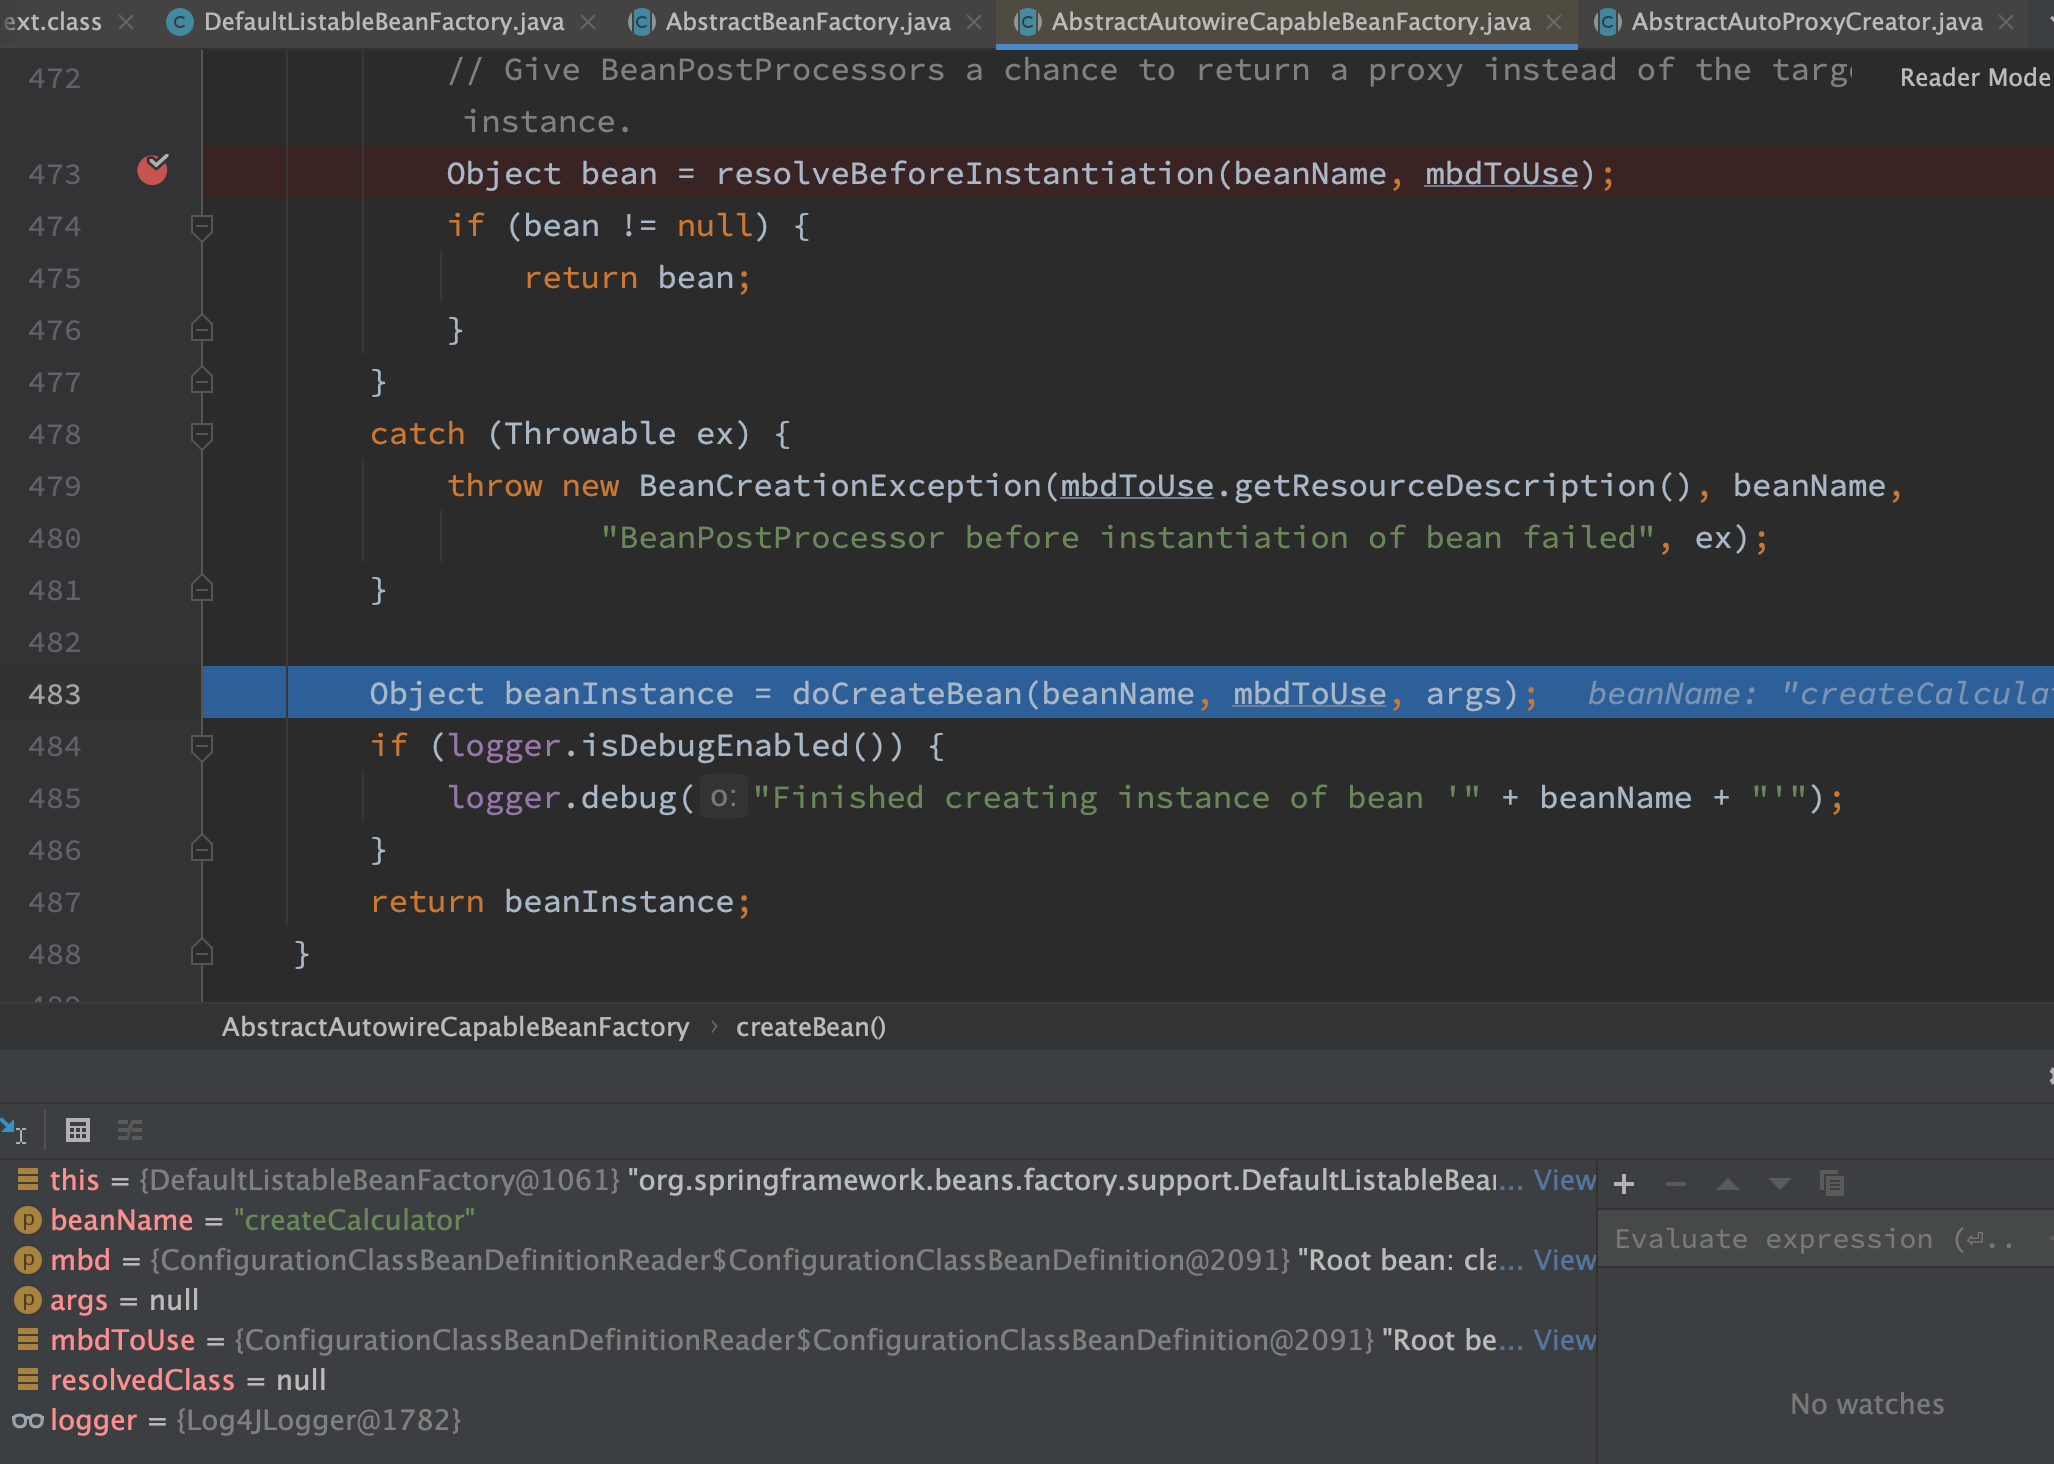 ext.class DefaultListableBeanFactory.java AbstractBeanFactory.java AbstractAutowireCapableBeanFactory.java AbstractAutoProxyCreator.java
472 // Give BeanPostProcessors a chance to return a proxy instead of the targe Reader Mode
instance.
473 Object bean = resolveBeforeInstantiation(beanName, mbdToUse);
474 if (bean != null) {
475 return bean;
476 }
477 }
478 catch (Throwable ex) {
479 throw new BeanCreationException(mbdToUse.getResourceDescription(), beanName,
480 "BeanPostProcessor before instantiation of bean failed", ex);
481 }
482
483 Object beanInstance = doCreateBean(beanName, mbdToUse, args); beanName: "createCalculat
484 if (logger.isDebugEnabled()) {
485 logger.debug( o: "Finished creating instance of bean '" + beanName + "'");
486 }
487 return beanInstance;
488 }
AbstractAutowireCapableBeanFactory › createBean()
this = {DefaultListableBeanFactory@1061} "org.springframework.beans.factory.support.DefaultListableBea... View
beanName = "createCalculator"
mbd = {ConfigurationClassBeanDefinitionReader$ConfigurationClassBeanDefinition@2091} "Root bean: cla... View
args = null
mbdToUse = {ConfigurationClassBeanDefinitionReader$ConfigurationClassBeanDefinition@2091} "Root be... View
resolvedClass = null
logger = {Log4JLogger@1782}
Evaluate expression (⏎..
No watches